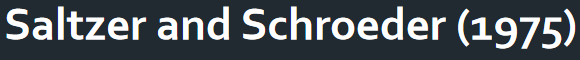 Saltzer and Schroeder (1975)